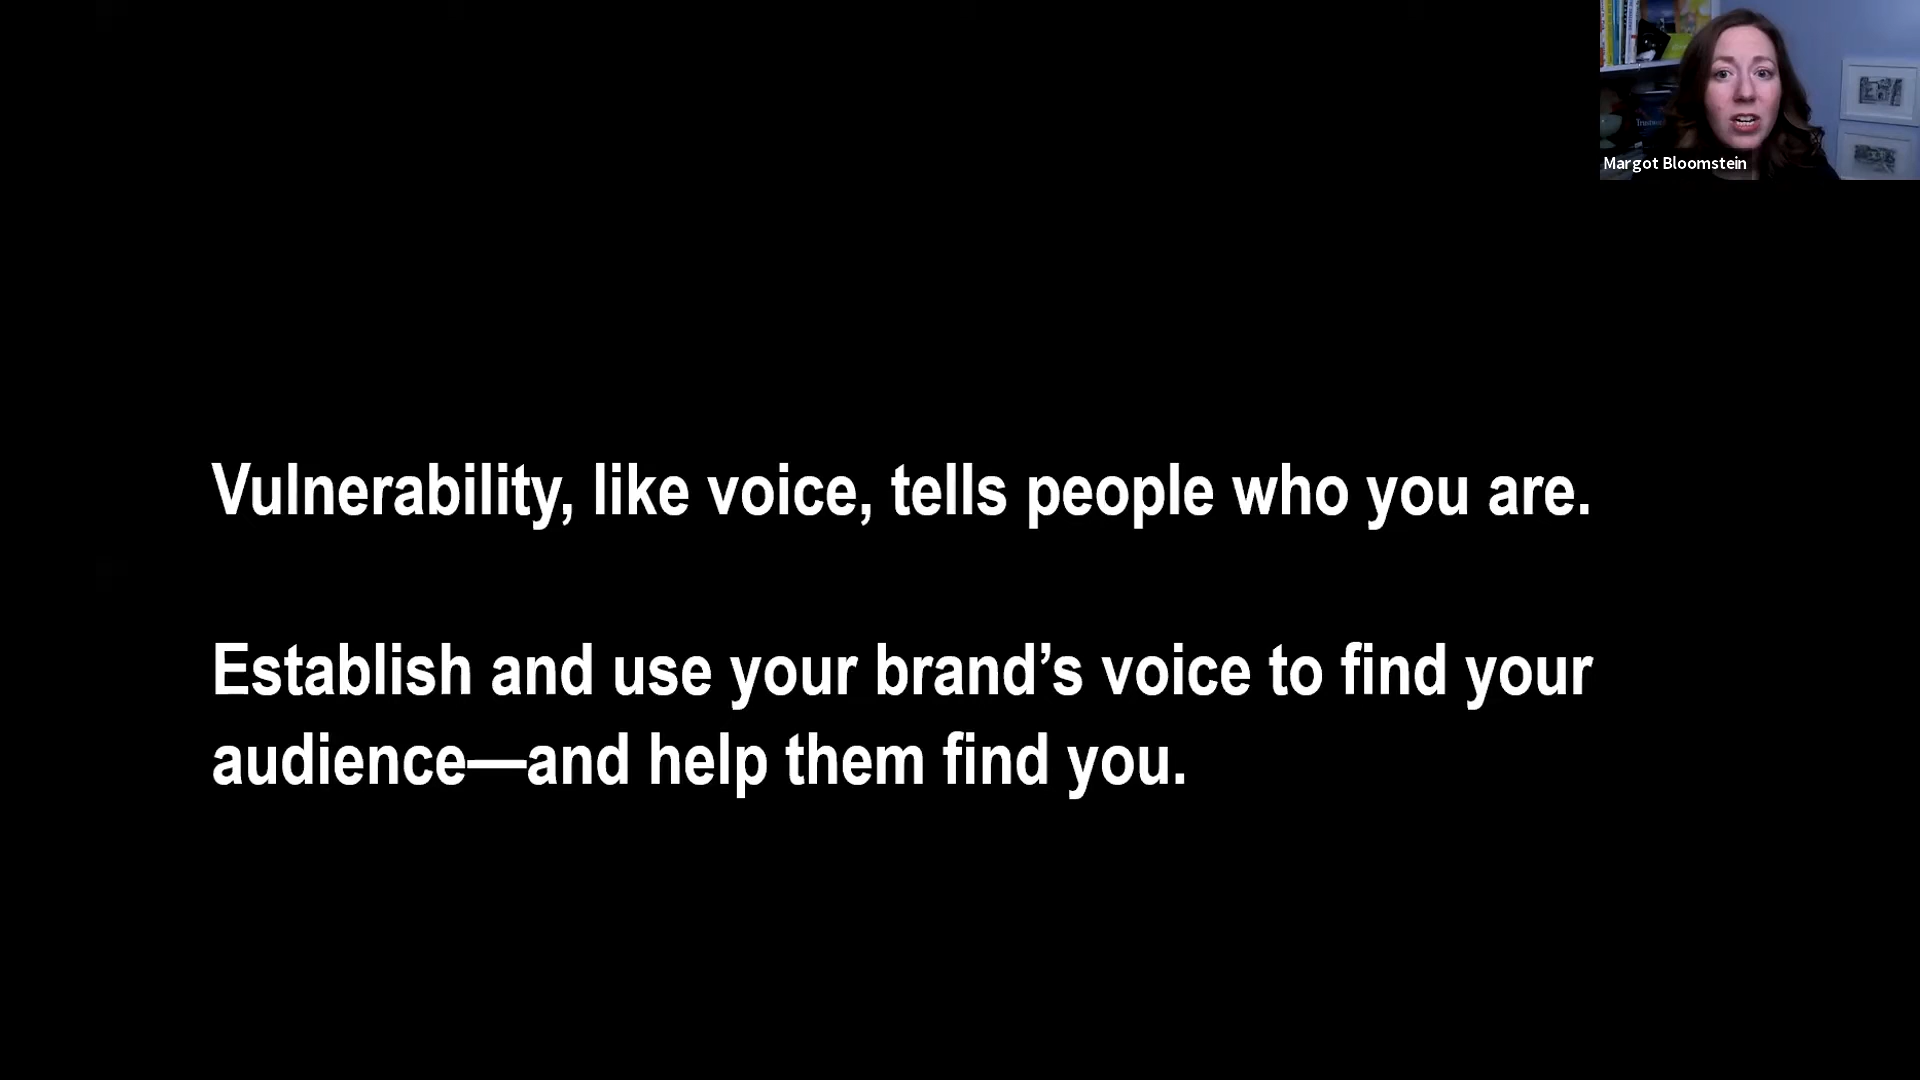 Margot Bloomstein
Vulnerability, like voice, tells people who you are.
Establish and use your brand’s voice to find your
audience—and help them find you.